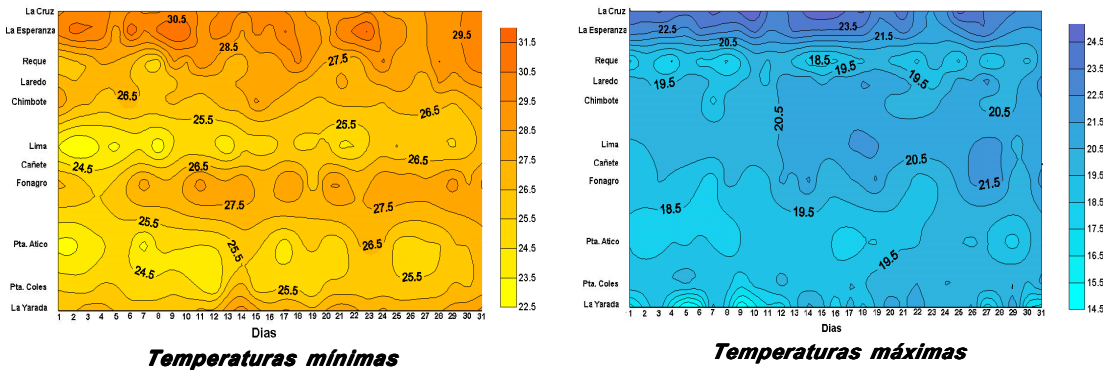 La Cruz
La Esperanza
Reque
Laredo
Chimbote
Lima
Cañete
Fonagro
Pta. Atico
Pta. Coles
La Yarada
30.5
29.5
28.5
27.5
26.5
25.5
25.5
26.5
24.5
26.5
26.5
27.5
27.5
25.5
25.5
26.5
24.5
25.5
25.5
1 2 3 4 5 6 7 8 9 10 11 12 13 14 15 16 17 18 19 20 21 22 23 24 25 26 27 28 29 30 31
Dias
31.5
30.5
29.5
28.5
27.5
26.5
25.5
24.5
23.5
22.5
Temperaturas mínimas
La Cruz
La Esperanza
Reque
Laredo
Chimbote
Lima
Cañete
Fonagro
Pta. Atico
Pta. Coles
La Yarada
22.5
23.5
21.5
20.5
18.5
19.5
19.5
19.5
20.5
20.5
20.5
21.5
18.5
19.5
19.5
1 2 3 4 5 6 7 8 9 10 11 12 13 14 15 16 17 18 19 20 21 22 23 24 25 26 27 28 29 30 31
Dias
24.5
23.5
22.5
21.5
20.5
19.5
18.5
17.5
16.5
15.5
14.5
Temperaturas máximas